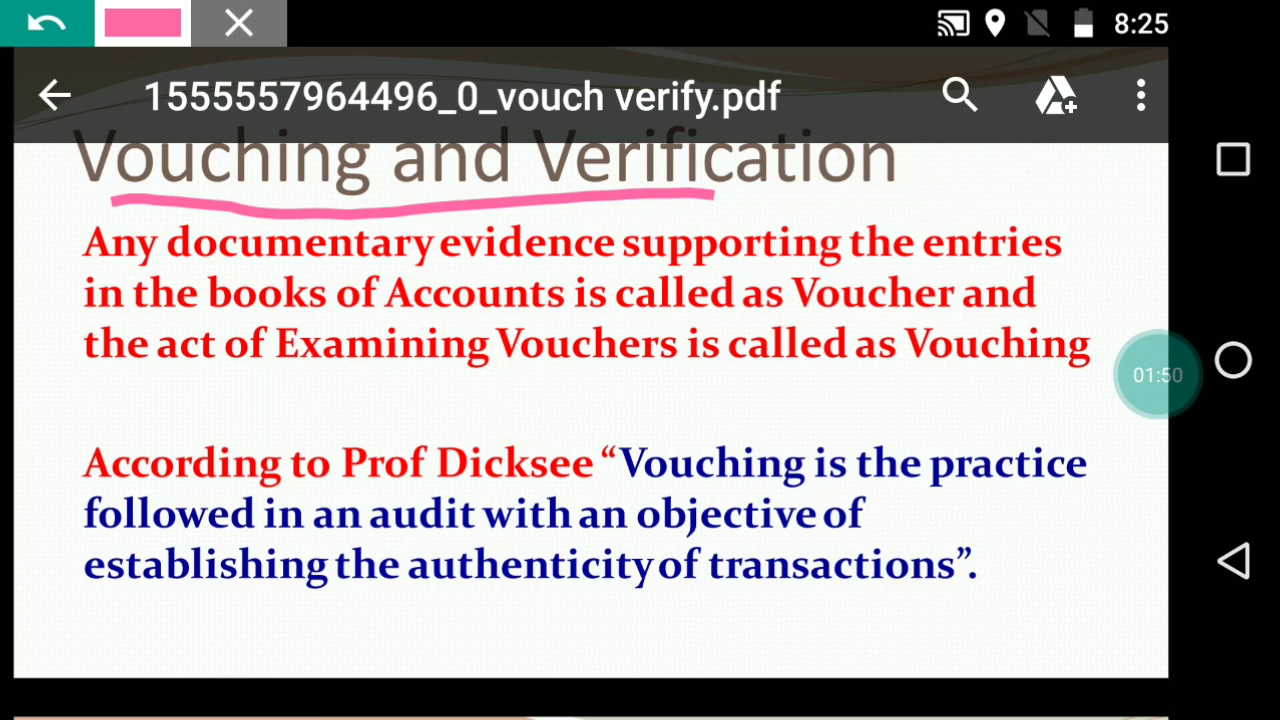 8:25
1555557964496_0_vouch verify.pdf
Vouching and Verification
Any documentary evidence supporting the entries
in the books of Accounts is called as Voucher and
the act of Examining Vouchers is called as Vouching
01:50
According to Prof Dicksee “Vouching is the practice
followed in an audit with an objective of
establishing the authenticity of transactions”.